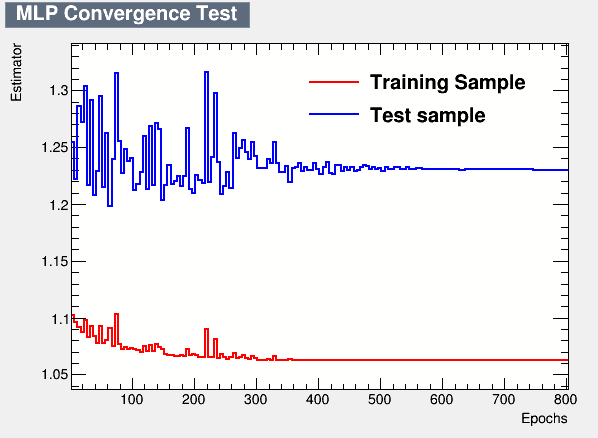 MLP Convergence Test
Estimator
Training Sample
Test sample
1.3
1.25
1.2
1.15
1.1
1.05
100 200 300 400 500 600 700 800
Epochs